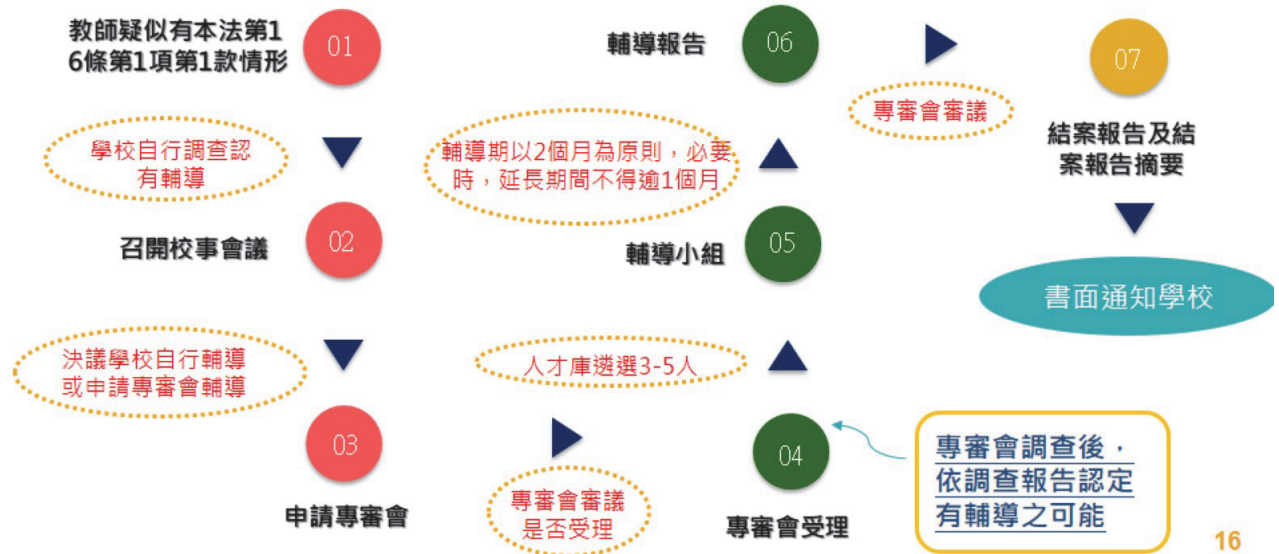 教師疑似有本法第1
6條第1項第1款情形
01
學校自行調查認
有輔導
召開校事會議
02
決議學校自行輔導
或申請專審會輔導
03
申請專審會
專審會審議
是否受理
04
專審會受理
專審會調查後，
依調查報告認定
有輔導之可能
人才庫遴選3-5人
輔導小組
05
輔導期以2個月為原則，必要
時，延長期間不得逾1個月
輔導報告
06
專審會審議
07
結案報告及結
案報告摘要
書面通知學校
16